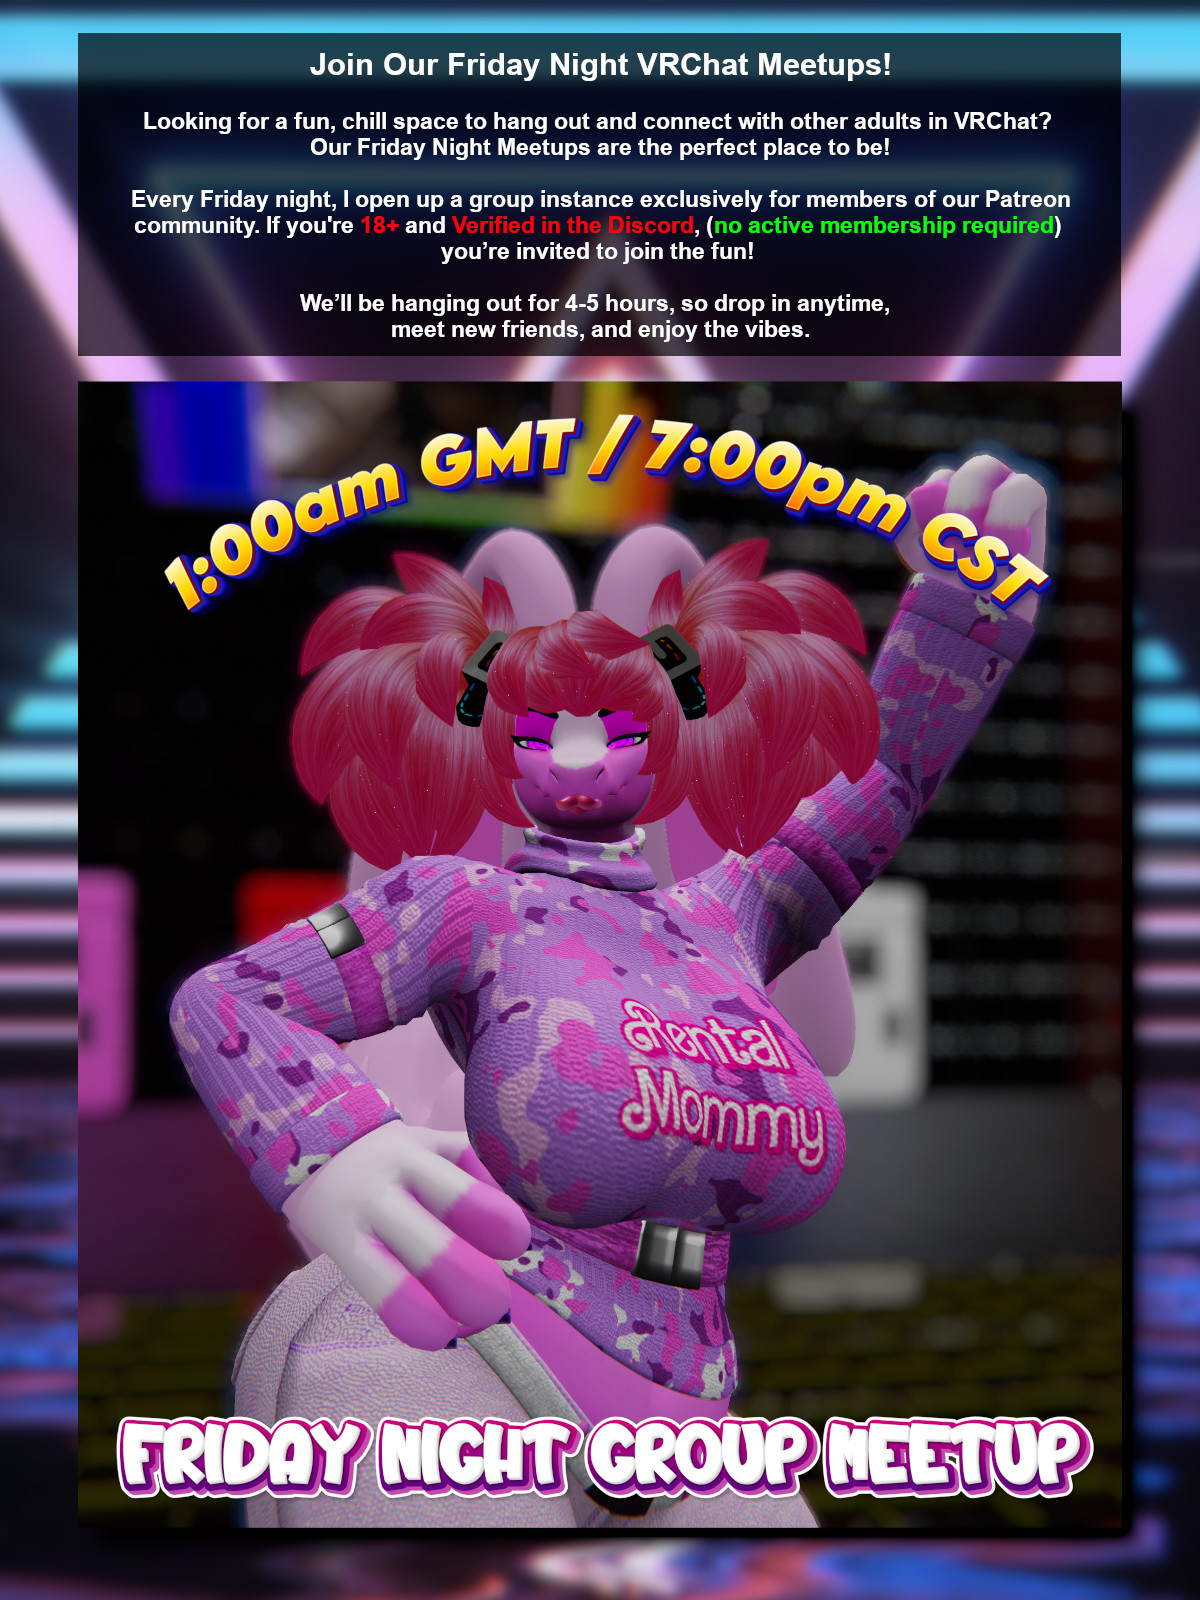 Join Our Friday Night VRChat Meetups!
Looking for a fun, chill space to hang out and connect with other adults in VRChat?
Our Friday Night Meetups are the perfect place to be!
Every Friday night, I open up a group instance exclusively for members of our Patreon
community. If you're 18+ and Verified in the Discord, (no active membership required)
you’re invited to join the fun!
We’ll be hanging out for 4-5 hours, so drop in anytime,
meet new friends, and enjoy the vibes.
1:00am GMT / 7:00pm CST
Rental
Mommy
FRIDAY NIGHT GROUP MEETUP